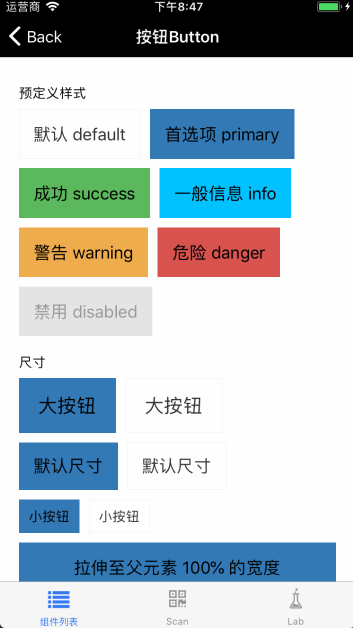 运营商 下午8:47
Back 按钮Button
预定义样式
默认 default 首选项 primary
成功 success 一般信息 info
警告 warning 危险 danger
禁用 disabled
尺寸
大按钮 大按钮
默认尺寸 默认尺寸
小按钮 小按钮
拉伸至父元素 100% 的宽度
组件列表 Scan Lab